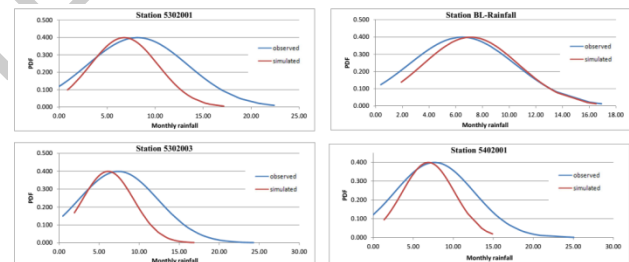 Station 5302001
0.500
0.400
0.300
0.200
0.100
0.000
PDF
0.00 5.00 10.00 15.00 20.00 25.00
Monthly rainfall
observed
simulated
Station BL-Rainfall
0.500
0.400
0.300
0.200
0.100
0.000
PDF
0.00 2.00 4.00 6.00 8.00 10.00 12.00 14.00 16.00 18.00
Monthly rainfall
observed
simulated
Station 5302003
0.500
0.400
0.300
0.200
0.100
0.000
PDF
0.00 5.00 10.00 15.00 20.00 25.00 30.00
Monthly rainfall
observed
simulated
Station 5402001
0.400
0.300
0.200
0.100
0.000
PDF
0.00 5.00 10.00 15.00 20.00 25.00 30.00
Monthly rainfall
observed
simulated